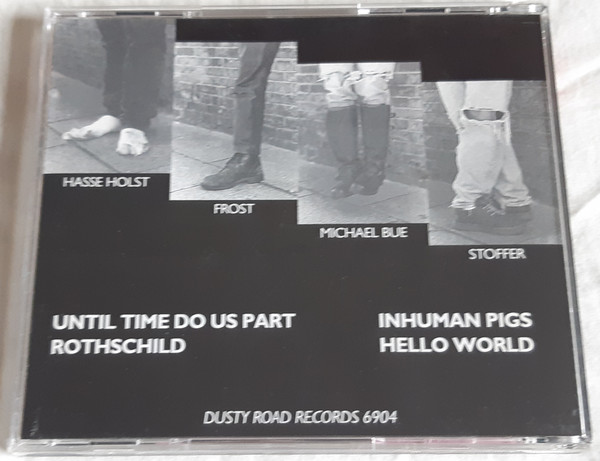 HASSE HOLST
FROST
MICHAEL BUE
STOFFER
UNTIL TIME DO US PART
ROTHSCHILD
INHUMAN PIGS
HELLO WORLD
DUSTY ROAD RECORDS 6904